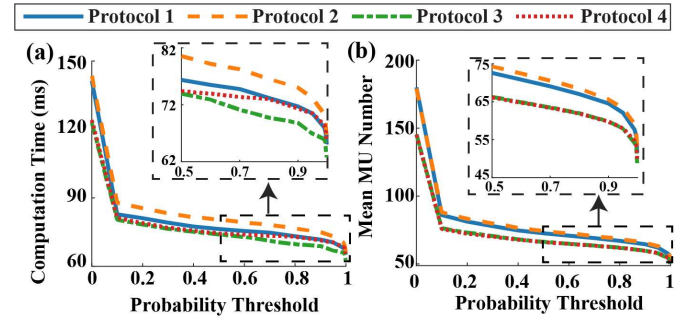 Protocol 1 Protocol 2 Protocol 3 Protocol 4
(a)
Computation Time (ms)
150
120
90
60
0 0.2 0.4 0.6 0.8 1
Probability Threshold
82
72
62
0.5 0.7 0.9
(b)
Mean MU Number
200
150
100
50
0 0.2 0.4 0.6 0.8 1
Probability Threshold
75
65
55
45
0.5 0.7 0.9